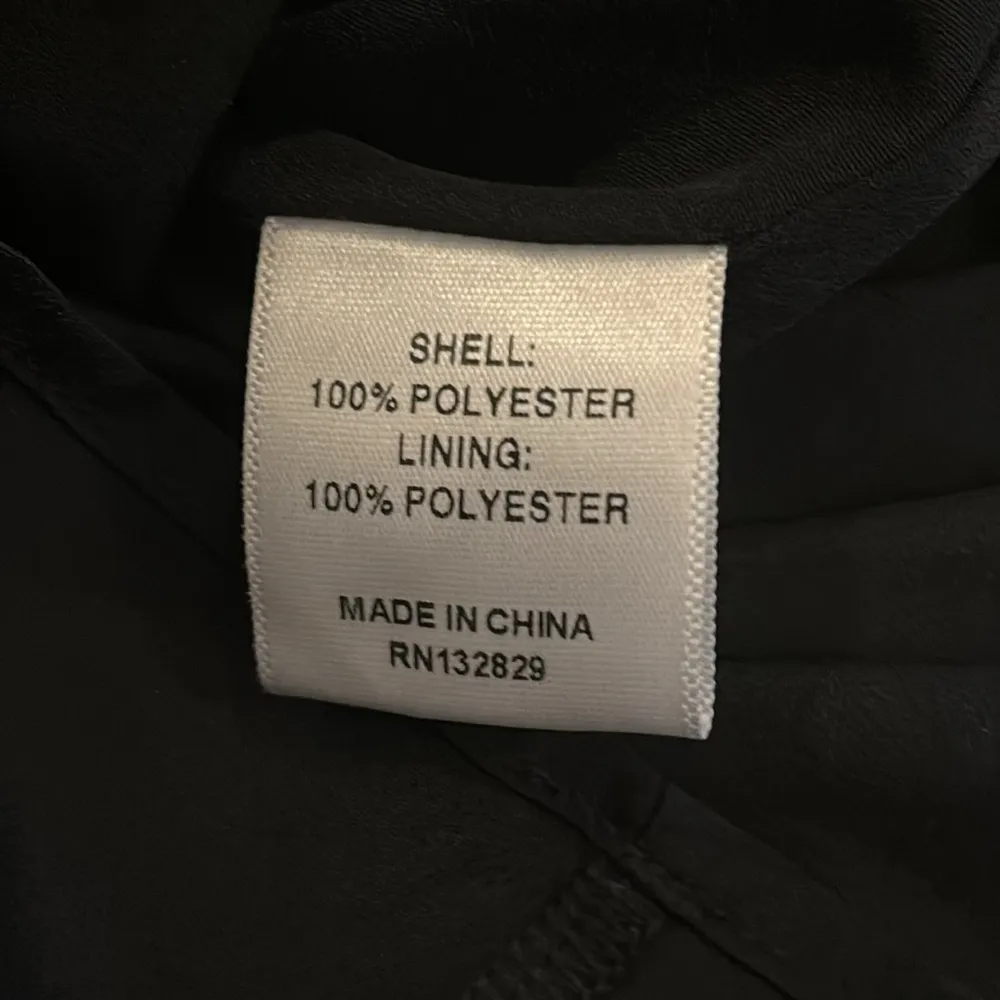 SHELL:
100% POLYESTER
LINING:
100% POLYESTER
MADE IN CHINA
RN132829